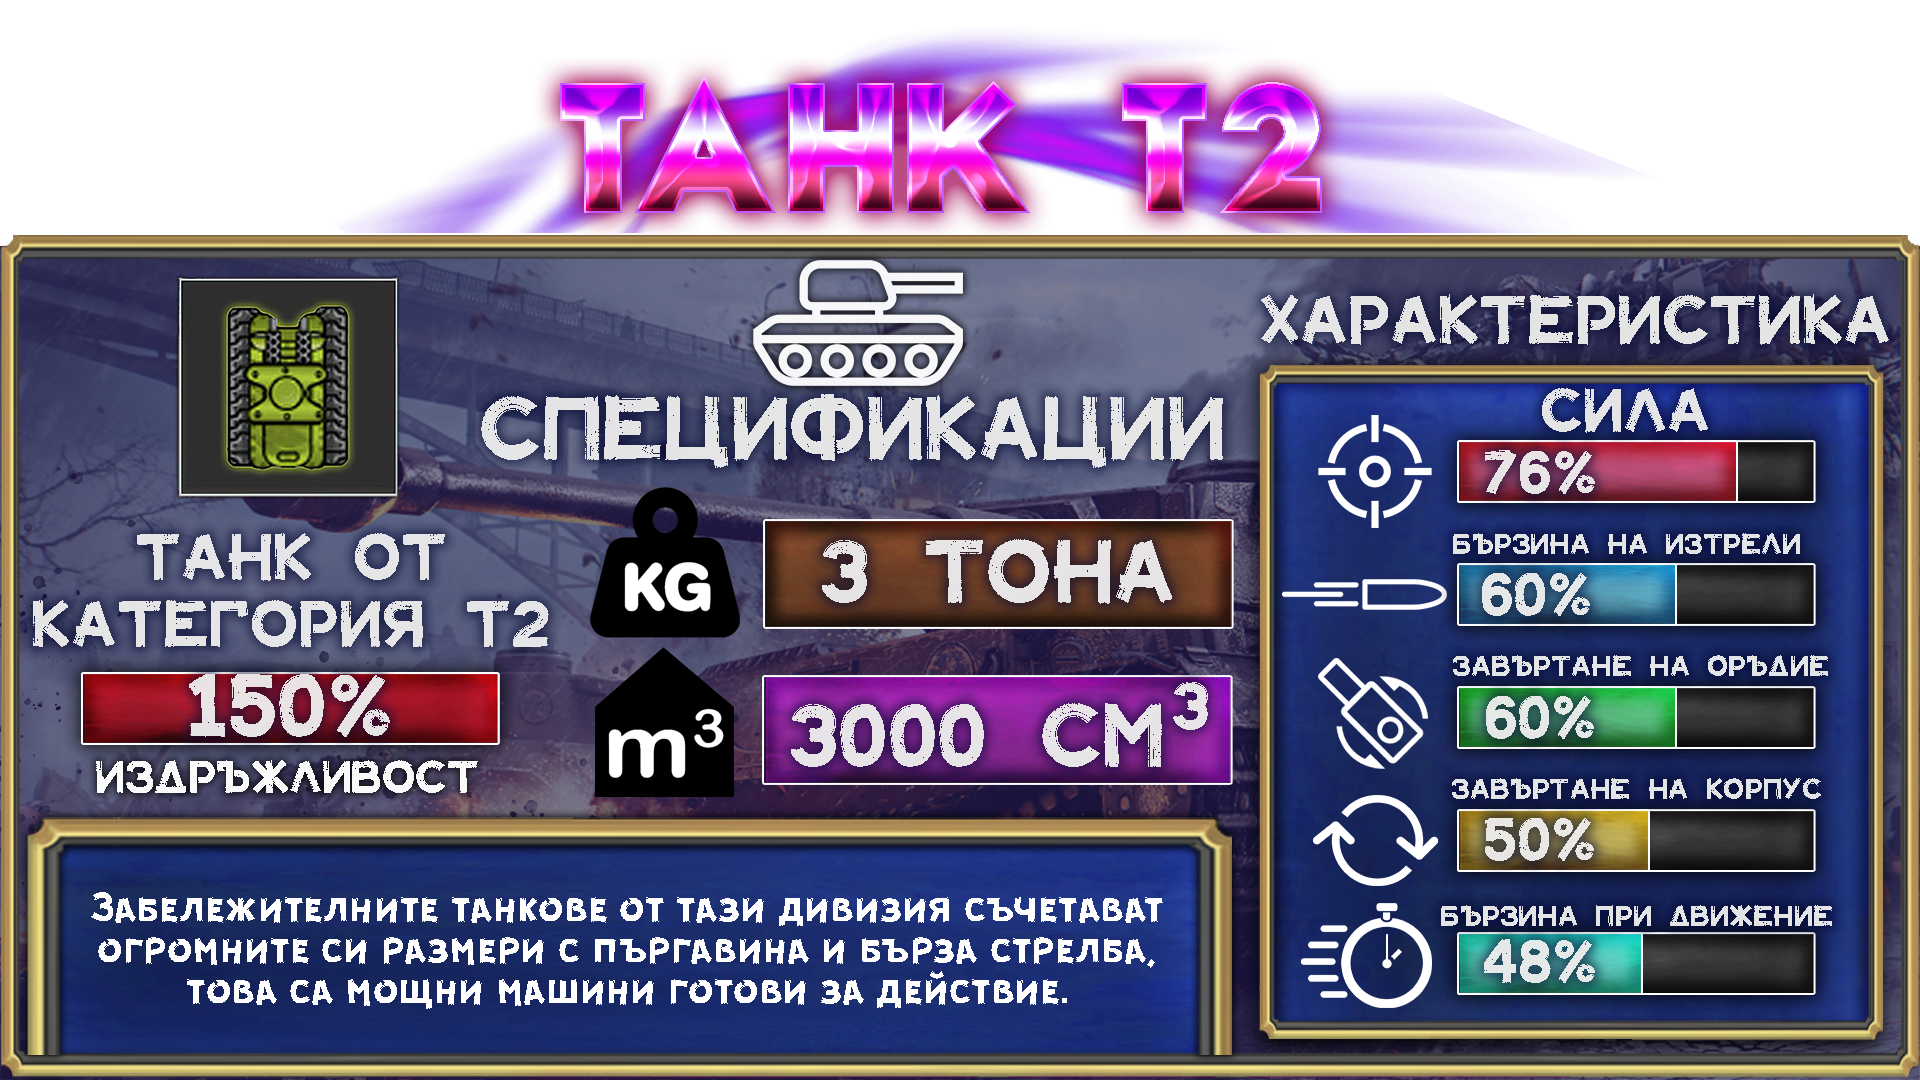 ТАНК Т2
ТАНК ОТ
КАТЕГОРИЯ Т2
150%
ИЗДРЪЖЛИВОСТ
СПЕЦИФИКАЦИИ
KG
3 ТОНА
m³
3000 СМ³
Забележителните танкове от тази дивизия съчетават
огромните си размери с пъргавина и бърза стрелба,
това са мощни машини готови за действие.
ХАРАКТЕРИСТИКА
СИЛА
76%
БЪРЗИНА НА ИЗТРЕЛИ
60%
ЗАВЪРТАНЕ НА ОРЪДИЕ
60%
ЗАВЪРТАНЕ НА КОРПУС
50%
БЪРЗИНА ПРИ ДВИЖЕНИЕ
48%